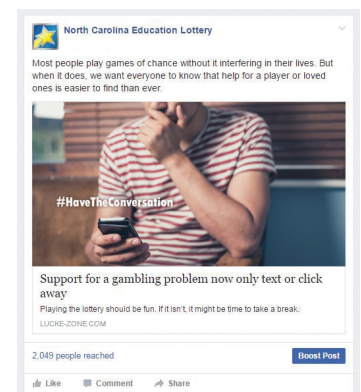 North Carolina Education Lottery
Most people play games of chance without it interfering in their lives. But
when it does, we want everyone to know that help for a player or loved
ones is easier to find than ever.
#HaveTheConversation
Support for a gambling problem now only text or click
away
Playing the lottery should be fun. If it isn't, it might be time to take a break.
LUCKE-ZONE.COM
2,049 people reached
Boost Post
Like Comment Share